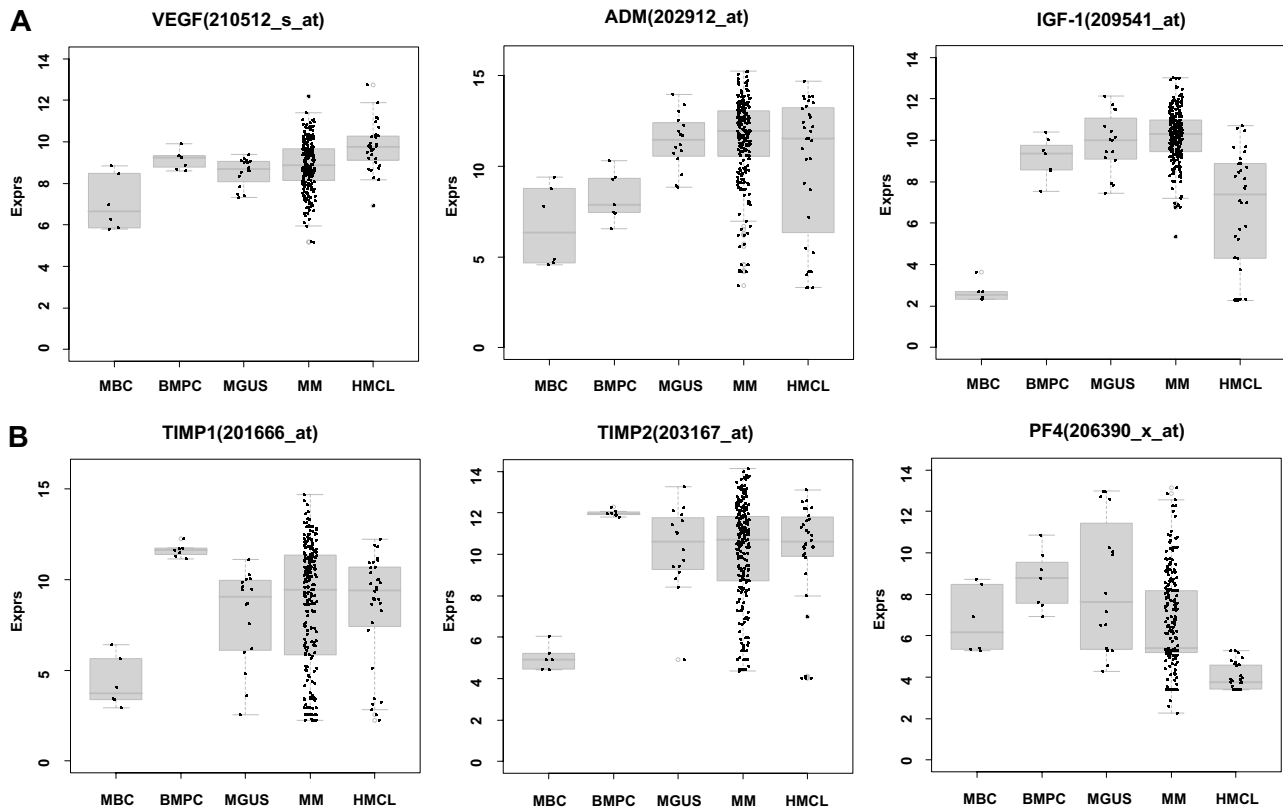 A
VEGF(210512_s_at)
ADM(202912_at)
IGF-1(209541_at)
Exprs
0 2 4 6 8 10 12 14
MBC BMPC MGUS MM HMCL
Exprs
0 5 10 15
MBC BMPC MGUS MM HMCL
Exprs
0 2 4 6 8 10 12 14
MBC BMPC MGUS MM HMCL
B
TIMP1(201666_at)
TIMP2(203167_at)
PF4(206390_x_at)
Exprs
0 5 10 15
MBC BMPC MGUS MM HMCL
Exprs
0 2 4 6 8 10 12 14
MBC BMPC MGUS MM HMCL
Exprs
0 2 4 6 8 10 12 14
MBC BMPC MGUS MM HMCL